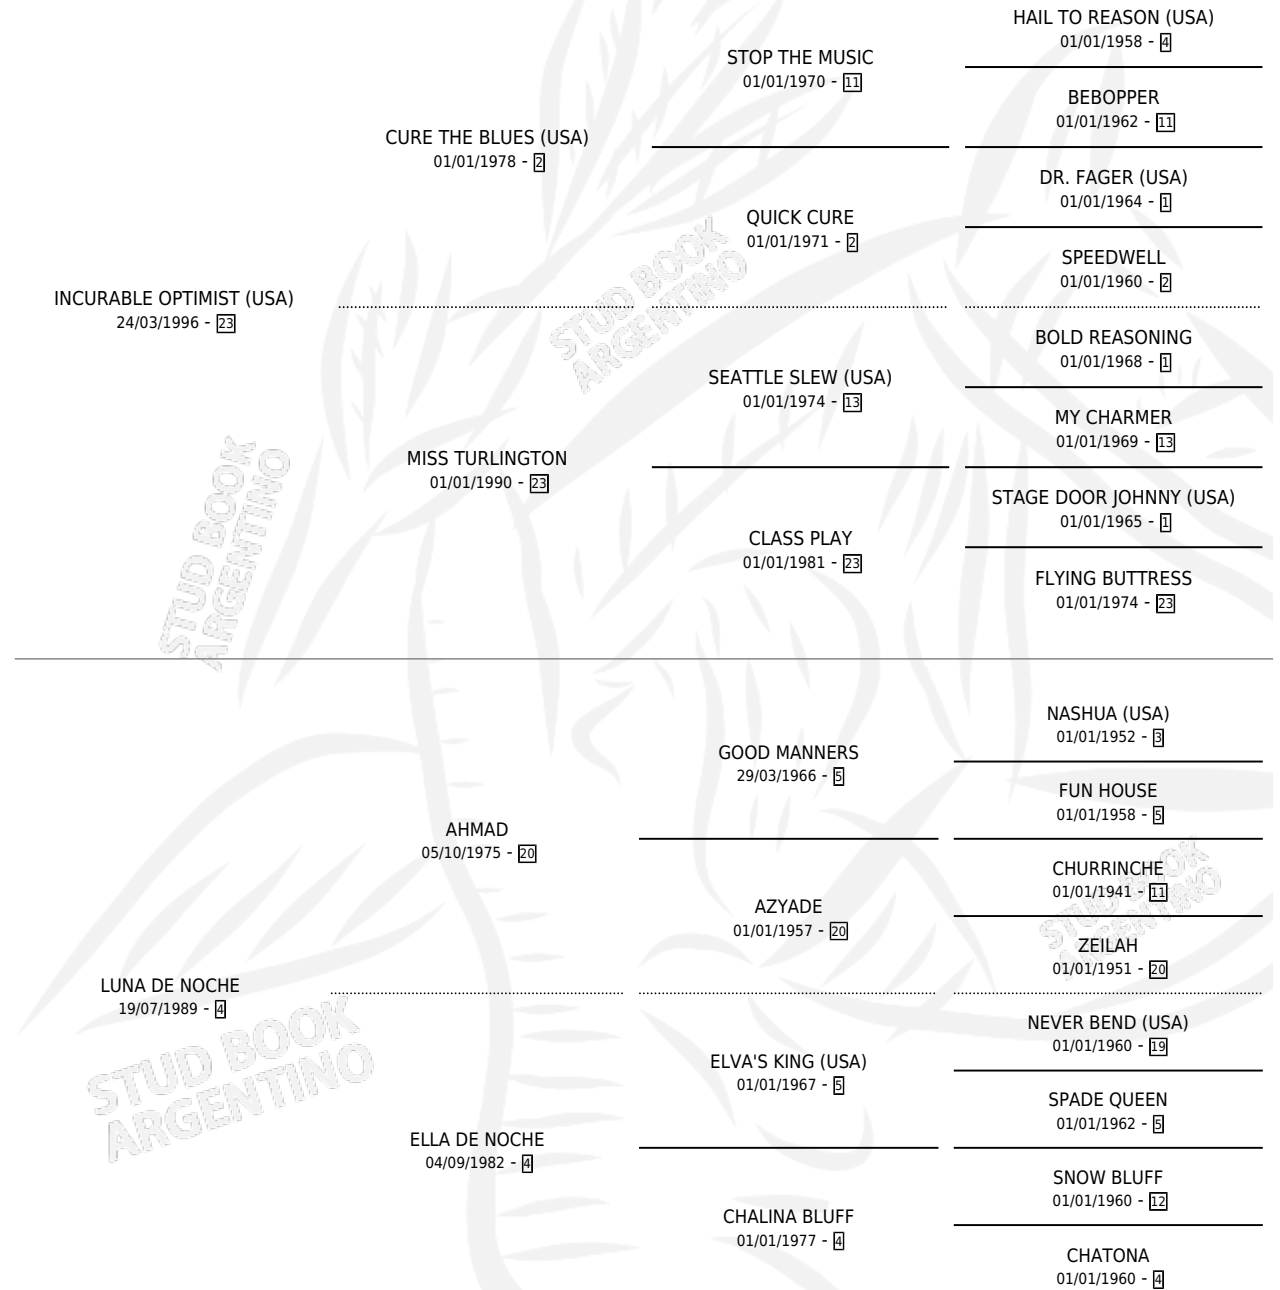 HAIL TO REASON (USA)
01/01/1958 - 4
STOP THE MUSIC
01/01/1970 - 11
BEBOPPER
01/01/1962 - 11
CURE THE BLUES (USA)
01/01/1978 - 2
DR. FAGER (USA)
01/01/1964 - 1
QUICK CURE
01/01/1971 - 2
SPEEDWELL
01/01/1960 - 2
INCURABLE OPTIMIST (USA)
24/03/1996 - 23
BOLD REASONING
01/01/1968 - 1
SEATTLE SLEW (USA)
01/01/1974 - 13
MY CHARMER
01/01/1969 - 13
MISS TURLINGTON
01/01/1990 - 23
STAGE DOOR JOHNNY (USA)
01/01/1965 - 1
CLASS PLAY
01/01/1981 - 23
FLYING BUTTRESS
01/01/1974 - 23
NASHUA (USA)
01/01/1952 - 3
GOOD MANNERS
29/03/1966 - 5
FUN HOUSE
01/01/1958 - 5
AHMAD
05/10/1975 - 20
CHURRINCHE
01/01/1941 - 11
AZYADE
01/01/1957 - 20
ZEILAH
01/01/1951 - 20
LUNA DE NOCHE
19/07/1989 - 4
NEVER BEND (USA)
01/01/1960 - 19
ELVA'S KING (USA)
01/01/1967 - 5
SPADE QUEEN
01/01/1962 - 5
ELLA DE NOCHE
04/09/1982 - 4
SNOW BLUFF
01/01/1960 - 12
CHALINA BLUFF
01/01/1977 - 4
CHATONA
01/01/1960 - 4
STUD BOOK
ARGENTINO
STUD BOOK
ARGENTINO
STUD BOOK
ARGENTINO
STUD BOOK
ARGENTINO